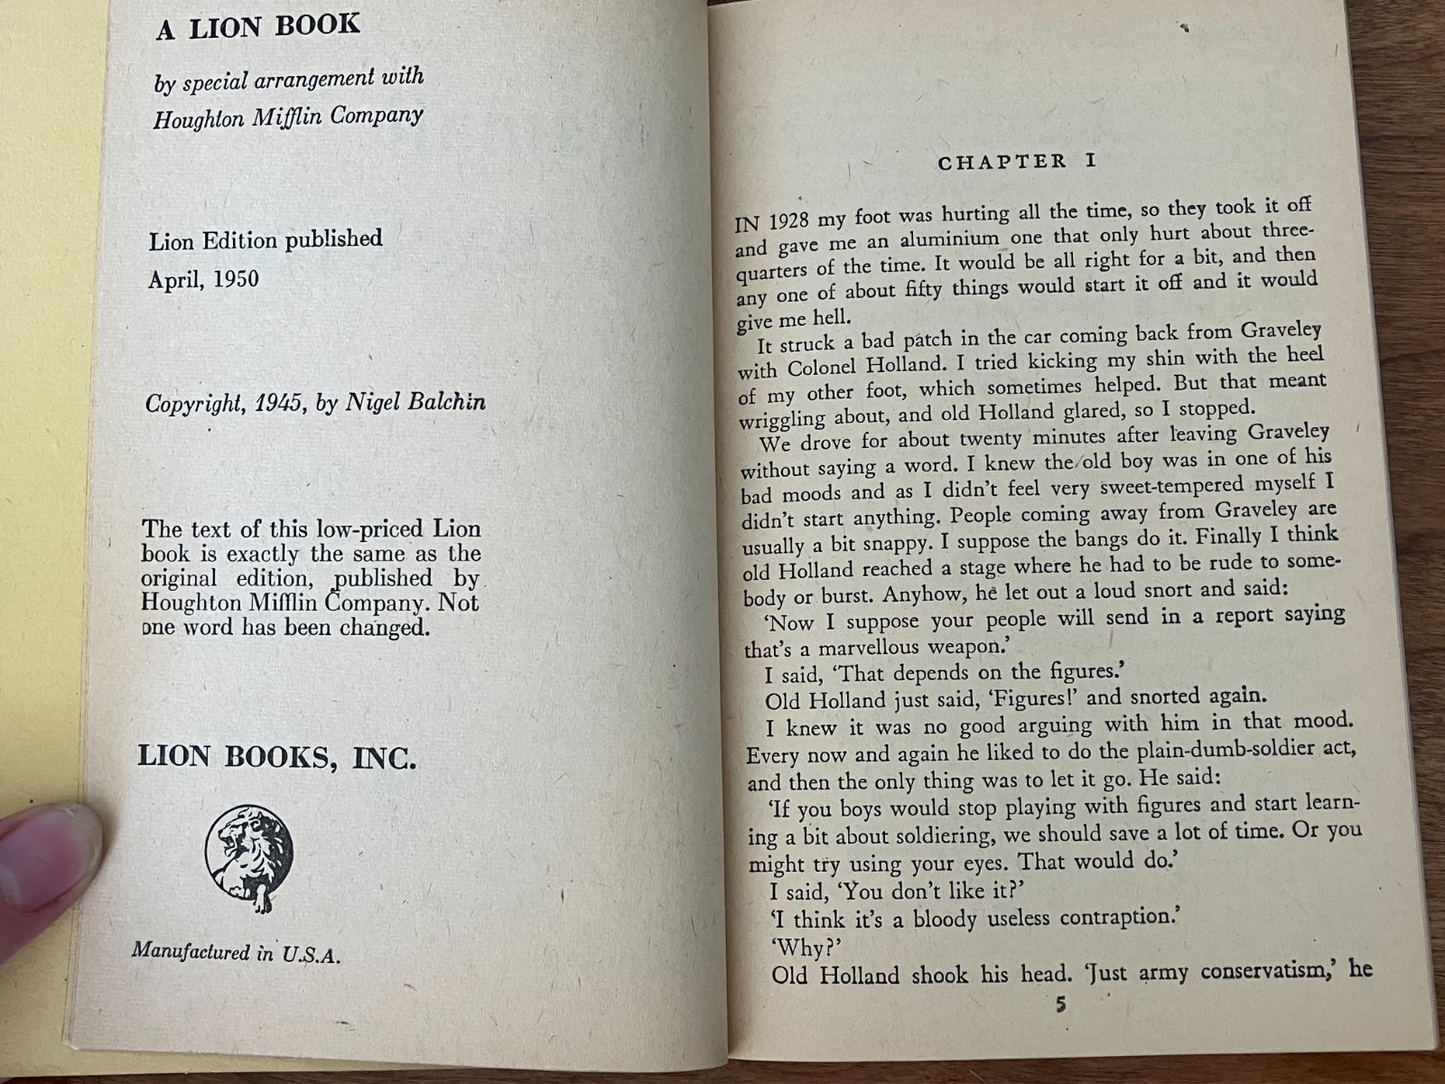 A LION BOOK
by special arrangement with
Houghton Mifflin Company
Lion Edition published
April, 1950
Copyright, 1945, by Nigel Balchin
The text of this low-priced Lion
book is exactly the same as the
original edition, published by
Houghton Mifflin Company. Not
one word has been changed.
LION BOOKS, INC.
Manufactured in U.S.A.
CHAPTER I
IN 1928 my foot was hurting all the time, so they took it off
and gave me an aluminium one that only hurt about three-
quarters of the time. It would be all right for a bit, and then
any one of about fifty things would start it off and it would
give me hell.
It struck a bad patch in the car coming back from Graveley
with Colonel Holland. I tried kicking my shin with the heel
of my other foot, which sometimes helped. But that meant
wriggling about, and old Holland glared, so I stopped.
We drove for about twenty minutes after leaving Graveley
without saying a word. I knew the old boy was in one of his
bad moods and as I didn't feel very sweet-tempered myself I
didn't start anything. People coming away from Graveley are
usually a bit snappy. I suppose the bangs do it. Finally I think
old Holland reached a stage where he had to be rude to some-
body or burst. Anyhow, he let out a loud snort and said:
‘Now I suppose your people will send in a report saying
that's a marvellous weapon.’
I said, ‘That depends on the figures.’
Old Holland just said, ‘Figures!’ and snorted again.
I knew it was no good arguing with him in that mood.
Every now and again he liked to do the plain-dumb-soldier act,
and then the only thing was to let it go. He said:
‘If you boys would stop playing with figures and start learn-
ing a bit about soldiering, we should save a lot of time. Or you
might try using your eyes. That would do.’
I said, ‘You don't like it?’
‘I think it's a bloody useless contraption.’
‘Why?’
Old Holland shook his head. ‘Just army conservatism,’ he
5